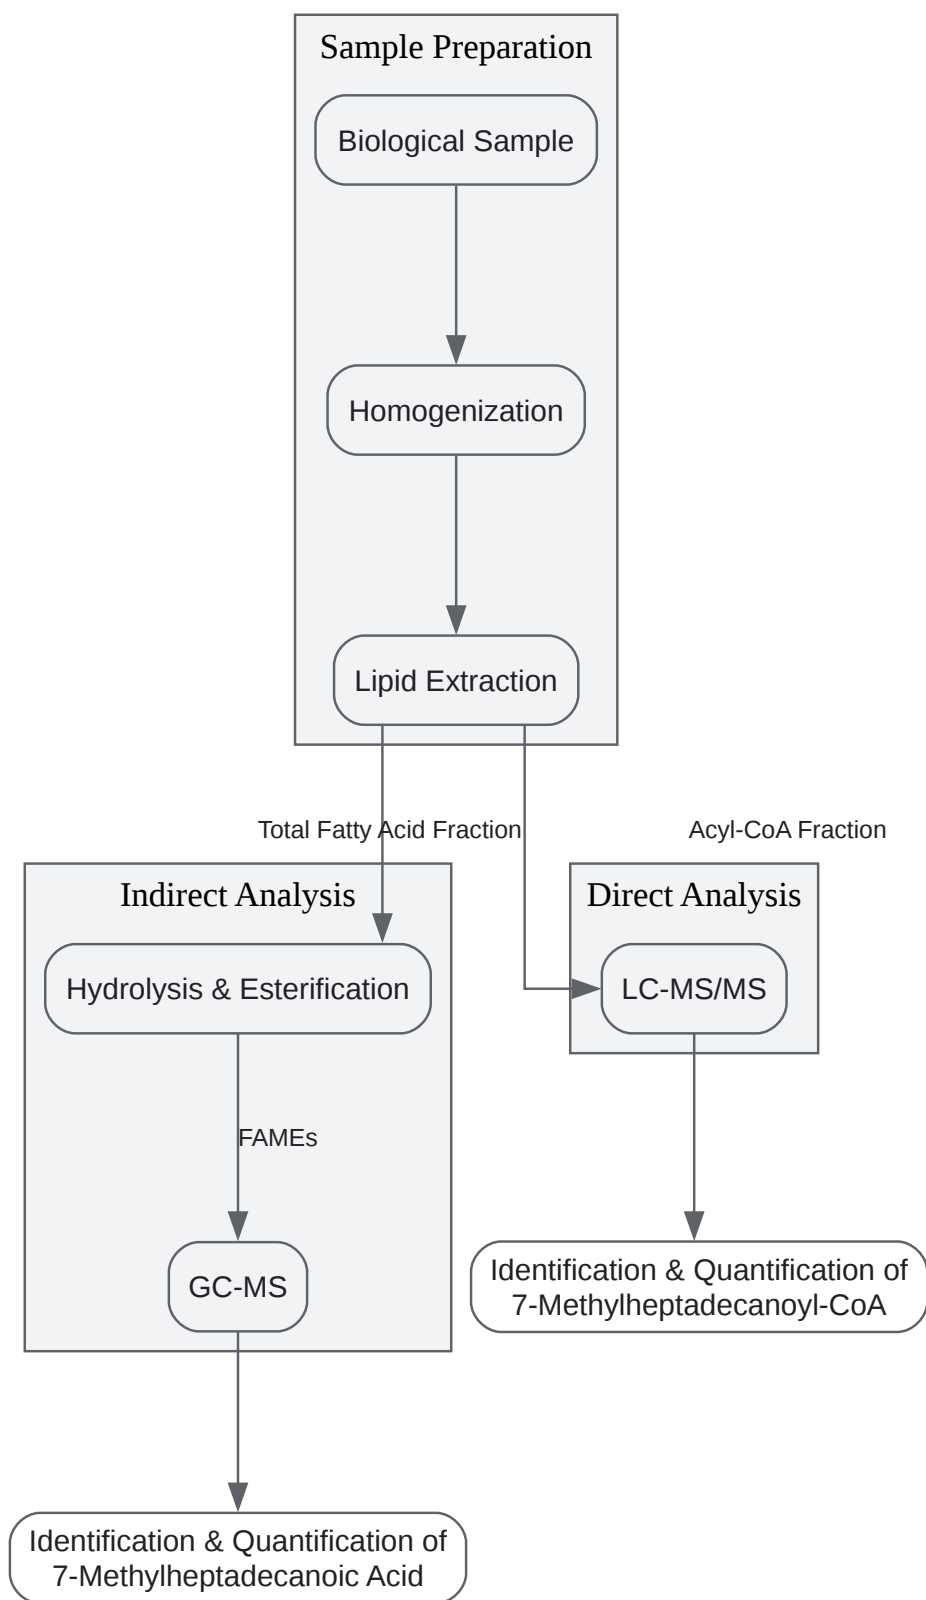 Sample Preparation
Biological Sample
Homogenization
Lipid Extraction
Total Fatty Acid Fraction
Acyl-CoA Fraction
Indirect Analysis
Direct Analysis
Hydrolysis & Esterification
LC-MS/MS
FAMEs
GC-MS
Identification & Quantification of
7-Methylheptadecanoyl-CoA
Identification & Quantification of
7-Methylheptadecanoic Acid